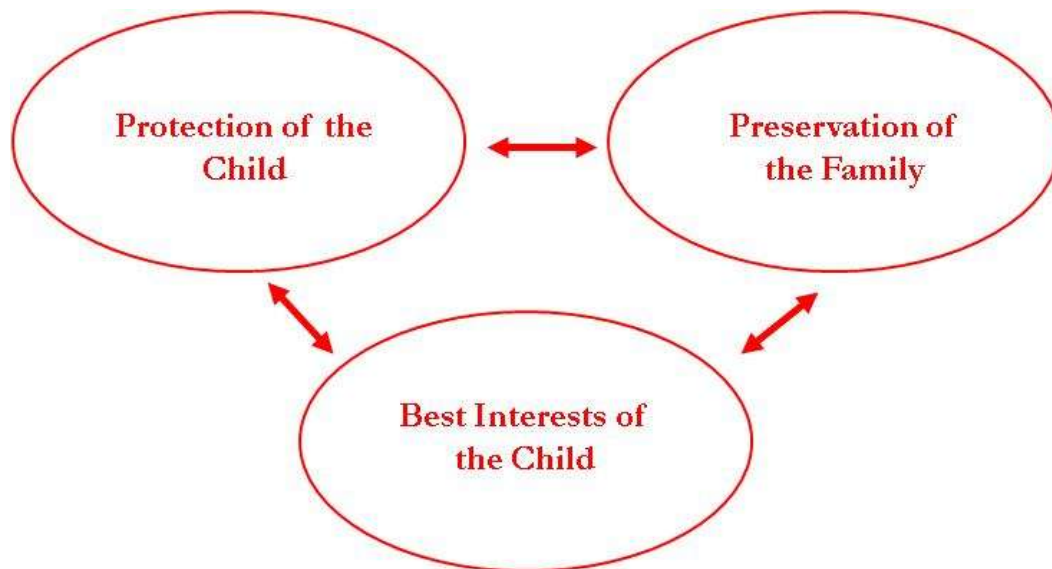 Protection of the
Child
Preservation of
the Family
Best Interests of
the Child